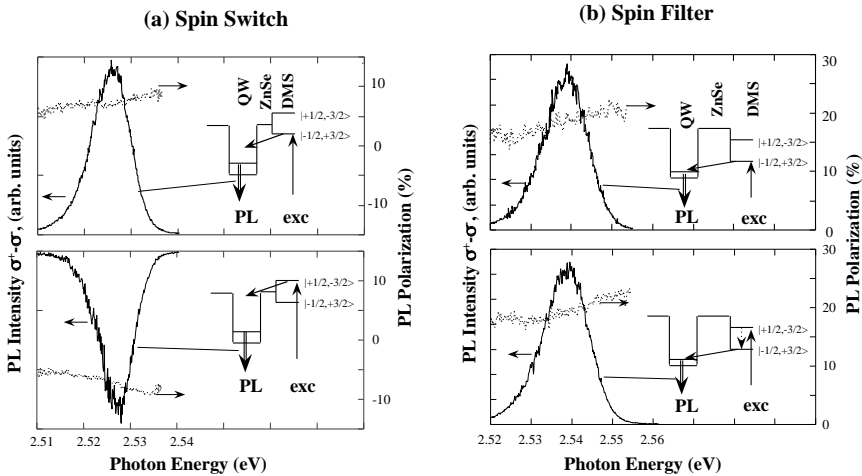 (a) Spin Switch
(b) Spin Filter
PL Intensity σ⁺-σ⁻, (arb. units)
PL Polarization (%)
15
10
0
-10
QW
ZnSe
DMS
|+1/2,-3/2>
|-1/2,+3/2>
PL
exc
15
10
0
-10
|+1/2,-3/2>
|-1/2,+3/2>
PL
exc
2.51
2.52
2.53
2.54
Photon Energy (eV)
PL Intensity σ⁺-σ⁻, (arb. units)
PL Polarization (%)
30
20
10
0
QW
ZnSe
DMS
|+1/2,-3/2>
|-1/2,+3/2>
PL
exc
30
20
10
0
|+1/2,-3/2>
|-1/2,+3/2>
PL
exc
2.52
2.53
2.54
2.55
2.56
Photon Energy (eV)